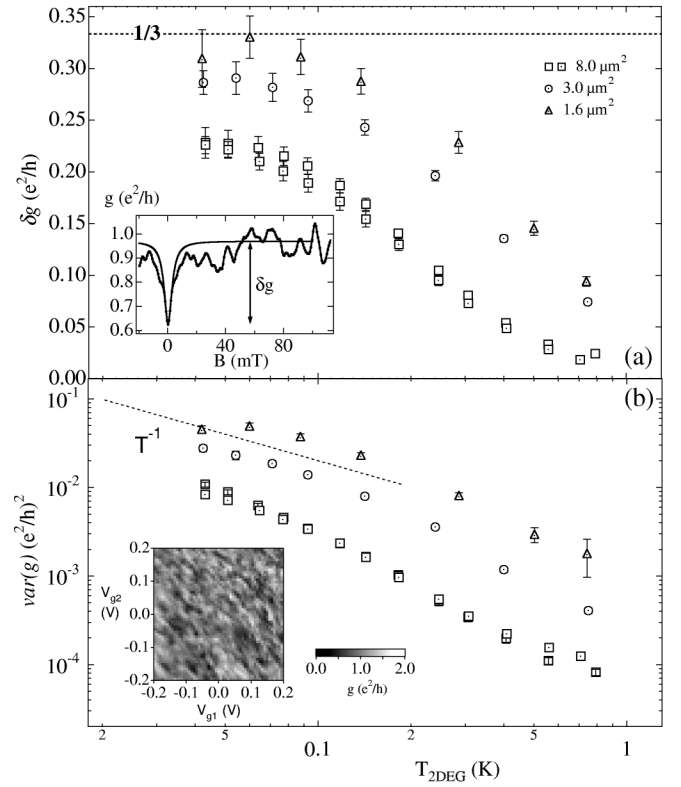 0.35
1/3
0.30
0.25
0.20
0.15
0.10
0.05
0.00
δg (e²/h)
8.0 μm²
3.0 μm²
1.6 μm²
g (e²/h)
1.0
0.9
0.8
0.7
0.6
δg
0 40 80
B (mT)
(a)
(b)
10⁻¹
10⁻²
10⁻³
10⁻⁴
var(g) (e²/h)²
T⁻¹
0.2
0.1
0.0
-0.1
-0.2
V_g2
(V)
-0.2 -0.1 0.0 0.1 0.2
V_g1 (V)
0.0 1.0 2.0
g (e²/h)
2 5 0.1 2 5 1
T_2DEG (K)